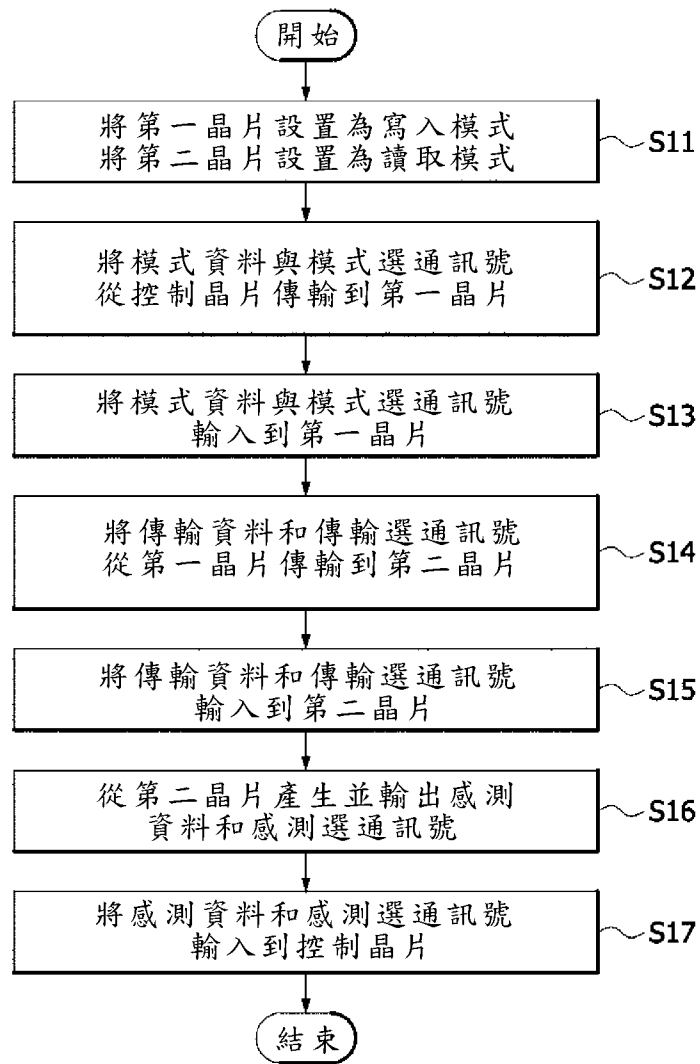 開始
將第一晶片設置為寫入模式
將第二晶片設置為讀取模式
S11
將模式資料與模式選通訊號
從控制晶片傳輸到第一晶片
S12
將模式資料與模式選通訊號
輸入到第一晶片
S13
將傳輸資料和傳輸選通訊號
從第一晶片傳輸到第二晶片
S14
將傳輸資料和傳輸選通訊號
輸入到第二晶片
S15
從第二晶片產生並輸出感測
資料和感測選通訊號
S16
將感測資料和感測選通訊號
輸入到控制晶片
S17
結束